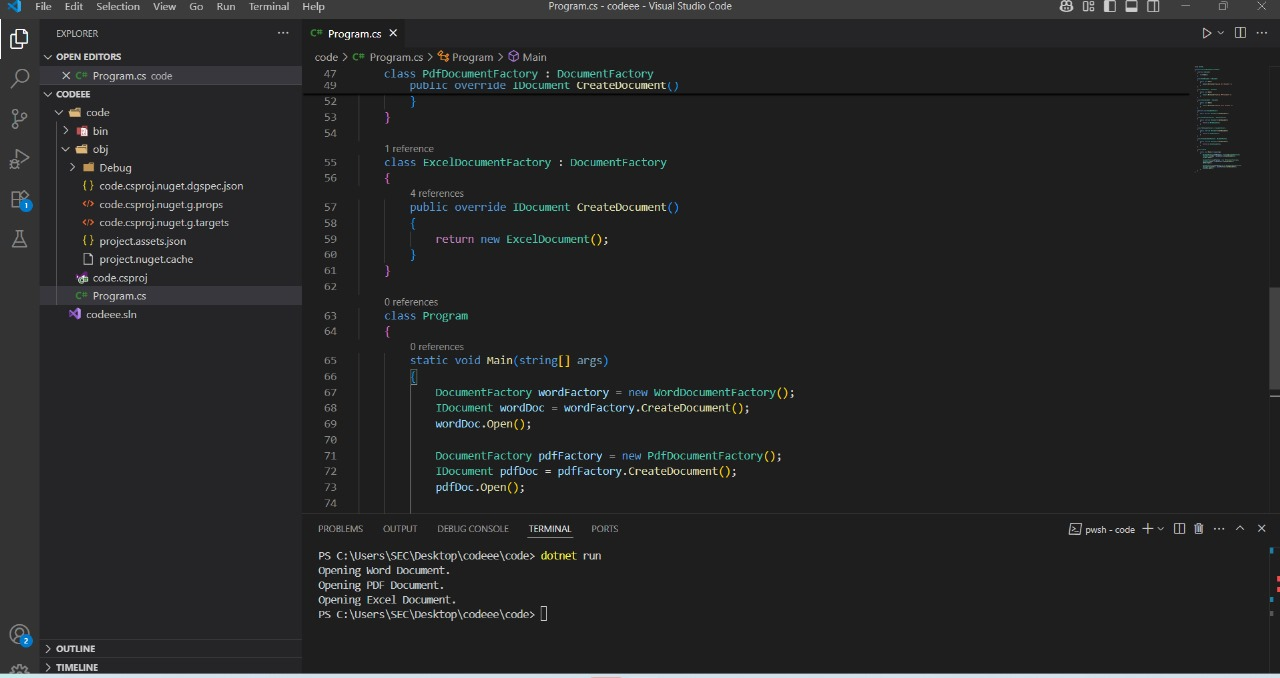 File Edit Selection View Go Run Terminal Help Program.cs - codeee - Visual Studio Code
EXPLORER
OPEN EDITORS
C# Program.cs code
CODEEE
code
bin
obj
Debug
{} code.csproj.nuget.dgspec.json
code.csproj.nuget.g.props
code.csproj.nuget.g.targets
{} project.assets.json
project.nuget.cache
code.csproj
C# Program.cs
codeee.sln
OUTLINE
TIMELINE
1
2
C# Program.cs
code > C# Program.cs > Program > Main
47 class PdfDocumentFactory : DocumentFactory
49 public override IDocument CreateDocument()
52 }
53 }
54
1 reference
55 class ExcelDocumentFactory : DocumentFactory
56 {
4 references
57 public override IDocument CreateDocument()
58 {
59 return new ExcelDocument();
60 }
61 }
62
0 references
63 class Program
64 {
0 references
65 static void Main(string[] args)
66 {
67 DocumentFactory wordFactory = new WordDocumentFactory();
68 IDocument wordDoc = wordFactory.CreateDocument();
69 wordDoc.Open();
70
71 DocumentFactory pdfFactory = new PdfDocumentFactory();
72 IDocument pdfDoc = pdfFactory.CreateDocument();
73 pdfDoc.Open();
74
PROBLEMS OUTPUT DEBUG CONSOLE TERMINAL PORTS pwsh - code
PS C:\Users\SEC\Desktop\codeee\code> dotnet run
Opening Word Document.
Opening PDF Document.
Opening Excel Document.
PS C:\Users\SEC\Desktop\codeee\code>